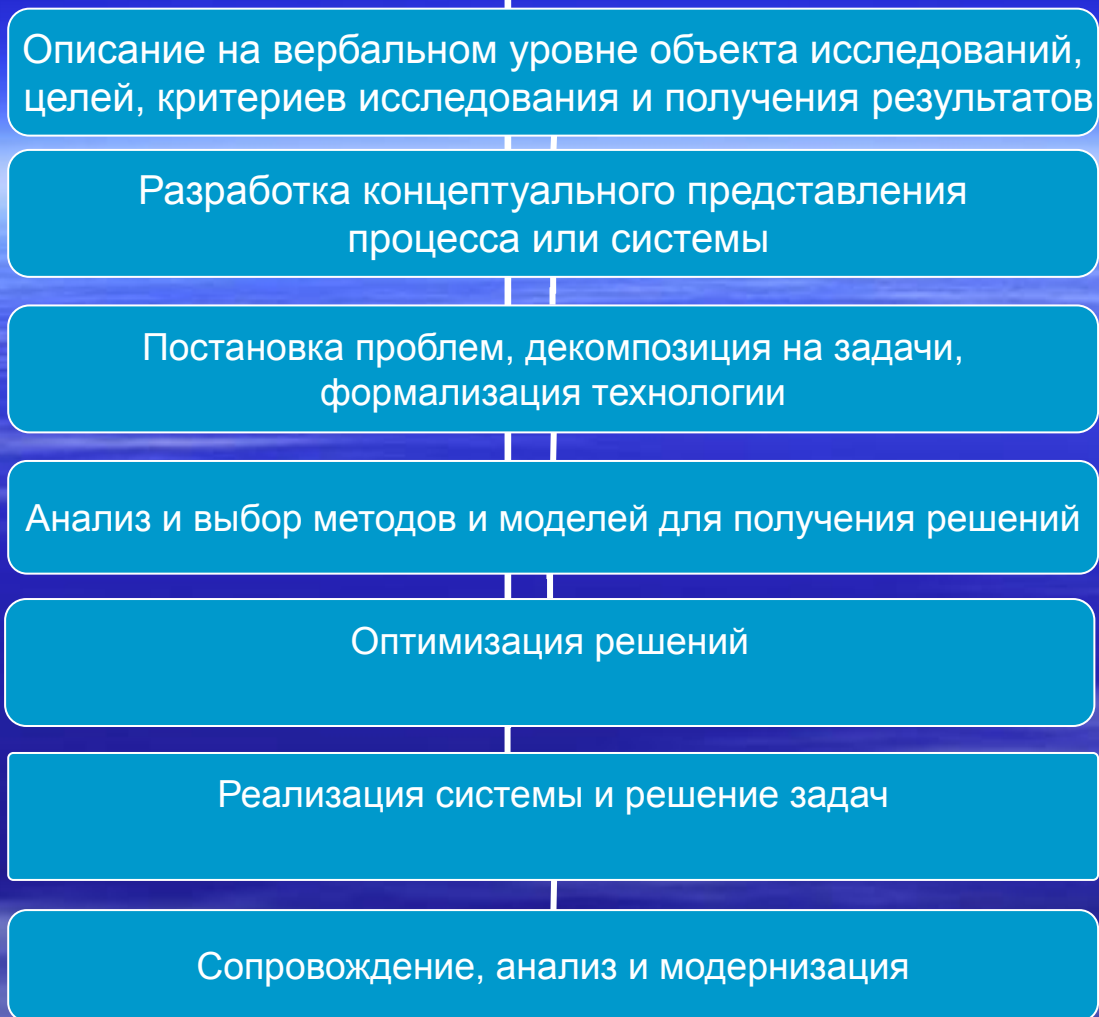 Описание на вербальном уровне объекта исследований,
целей, критериев исследования и получения результатов
Разработка концептуального представления
процесса или системы
Постановка проблем, декомпозиция на задачи,
формализация технологии
Анализ и выбор методов и моделей для получения решений
Оптимизация решений
Реализация системы и решение задач
Сопровождение, анализ и модернизация